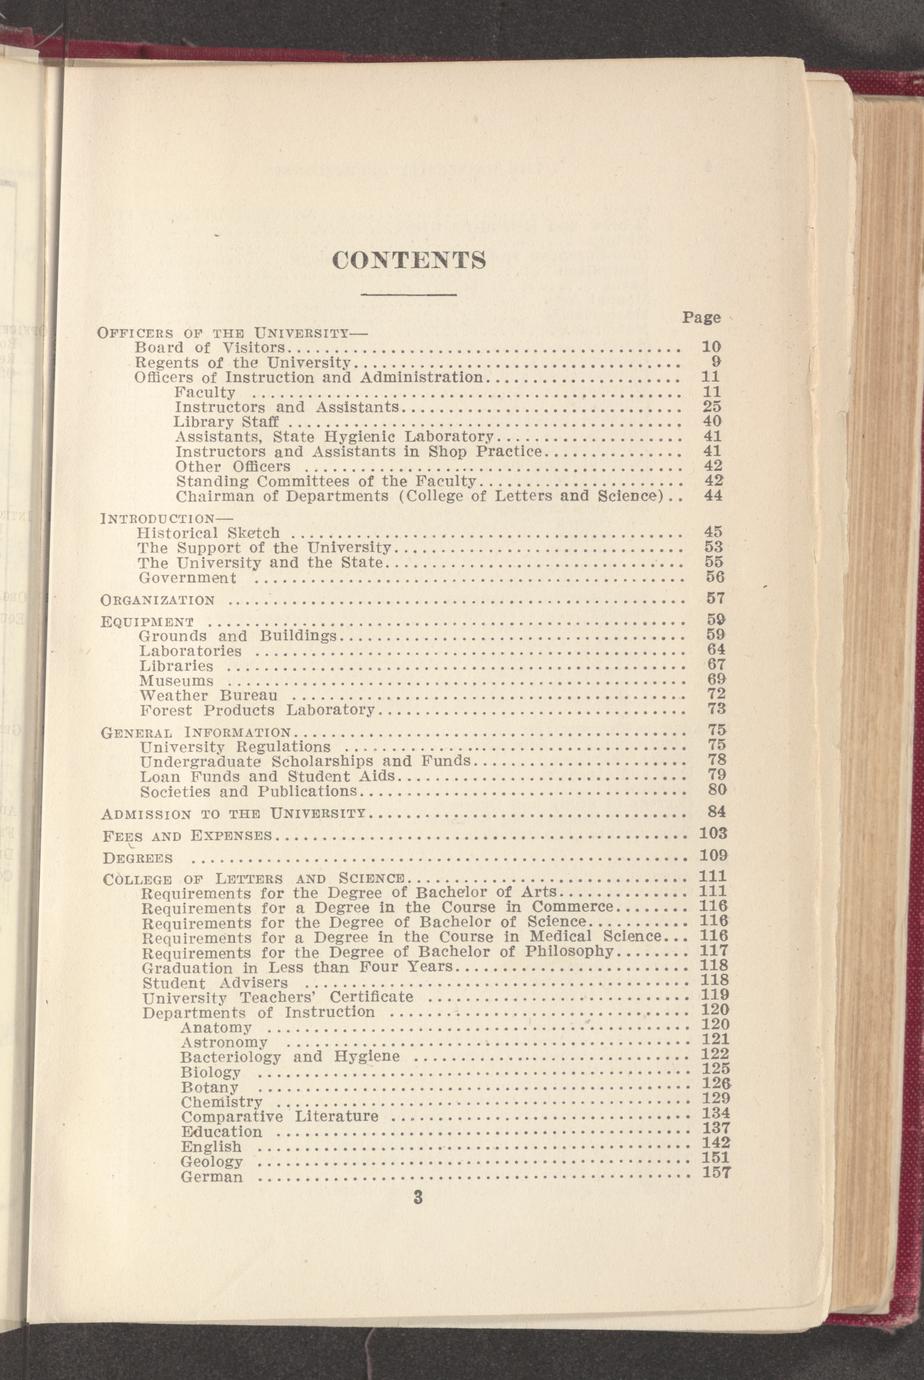 CONTENTS
Page
OFFICERS OF THE UNIVERSITY—
Board of Visitors........................................ 10
Regents of the University.................................. 9
Officers of Instruction and Administration..................... 11
Faculty ............................................. 11
Instructors and Assistants.............................. 25
Library Staff .......................................... 40
Assistants, State Hygienic Laboratory.................... 41
Instructors and Assistants in Shop Practice............... 41
Other Officers ........................................ 42
Standing Committees of the Faculty...................... 42
Chairman of Departments (College of Letters and Science).. 44
INTRODUCTION—
Historical Sketch .......................................... 45
The Support of the University............................... 53
The University and the State................................ 55
Government .............................................. 56
ORGANIZATION ................................................ 57
EQUIPMENT .................................................. 59
Grounds and Buildings..................................... 59
Laboratories .............................................. 64
Libraries ................................................. 67
Museums ................................................. 69
Weather Bureau .......................................... 72
Forest Products Laboratory................................. 73
GENERAL INFORMATION.......................................... 75
University Regulations .................................... 75
Undergraduate Scholarships and Funds....................... 78
Loan Funds and Student Aids............................... 79
Societies and Publications................................... 80
ADMISSION TO THE UNIVERSITY.................................. 84
FEES AND EXPENSES............................................ 103
DEGREES ..................................................... 109
COLLEGE OF LETTERS AND SCIENCE.............................. 111
Requirements for the Degree of Bachelor of Arts.............. 111
Requirements for a Degree in the Course in Commerce........ 116
Requirements for the Degree of Bachelor of Science........... 116
Requirements for a Degree in the Course in Medical Science... 116
Requirements for the Degree of Bachelor of Philosophy........ 117
Graduation in Less than Four Years......................... 118
Student Advisers ......................................... 118
University Teachers' Certificate ............................ 119
Departments of Instruction ................................ 120
Anatomy ............................................. 120
Astronomy ........................................... 121
Bacteriology and Hygiene .............................. 122
Biology .............................................. 125
Botany .............................................. 126
Chemistry ............................................ 129
Comparative Literature ................................ 134
Education ............................................ 137
English .............................................. 142
Geology .............................................. 151
German .............................................. 157
3